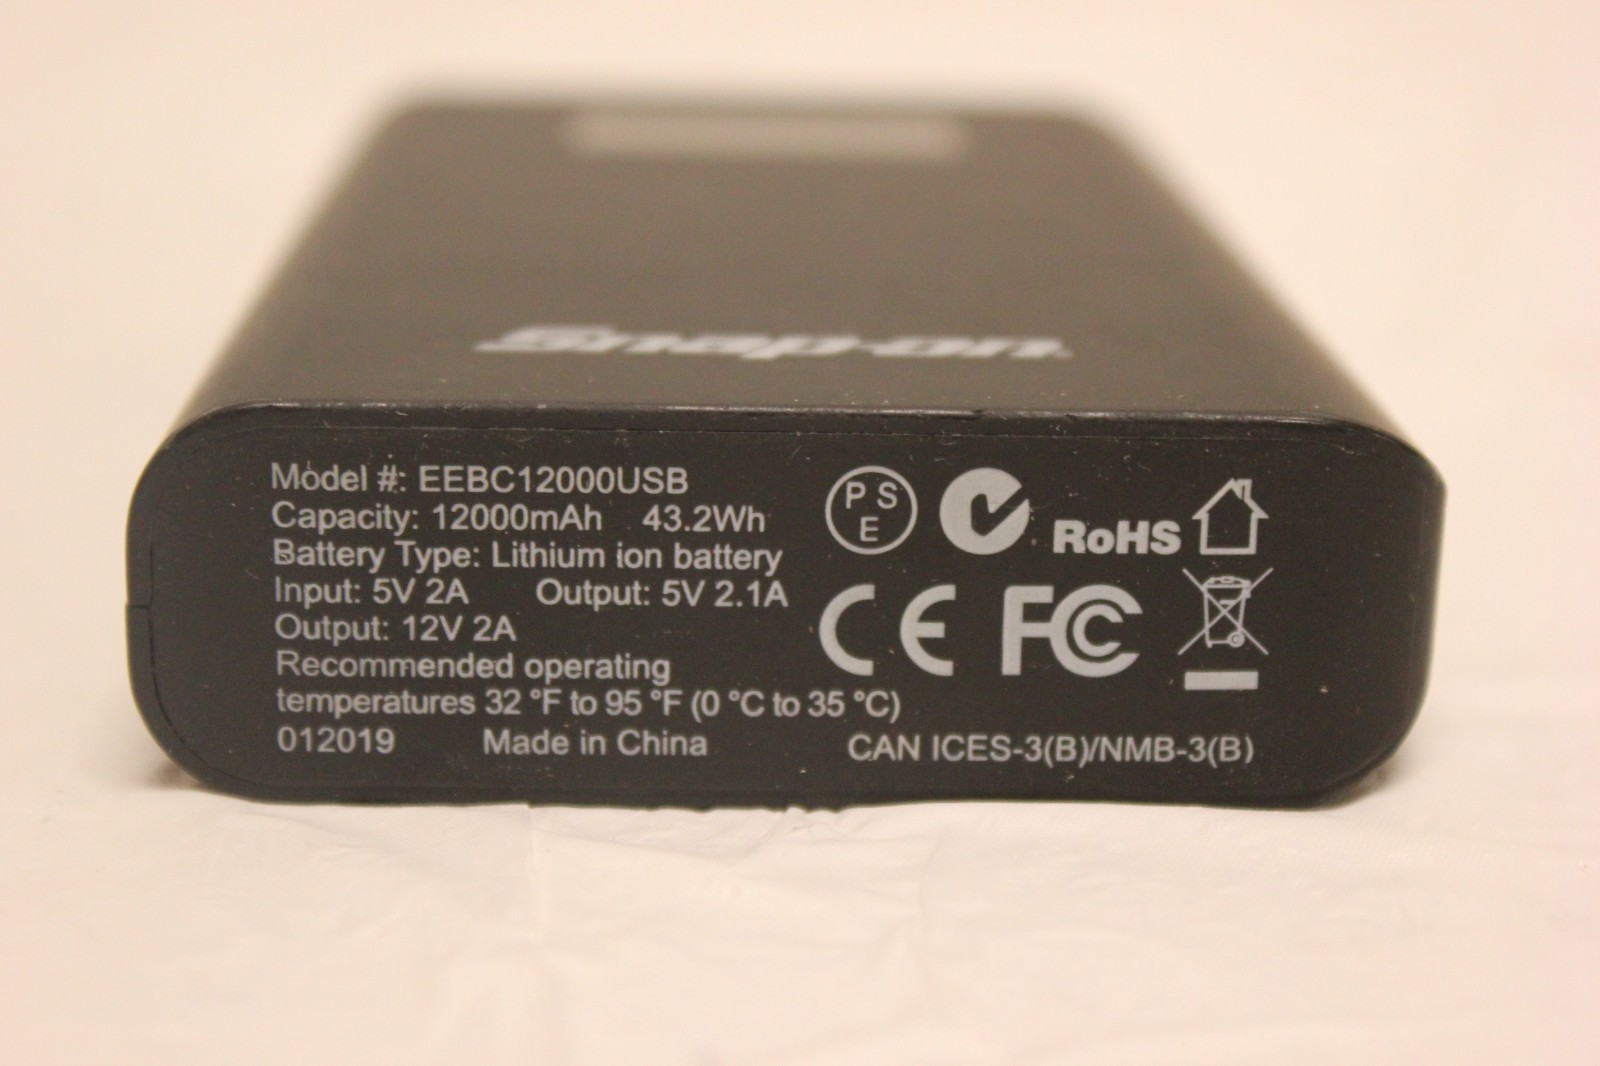 Snap-on
Model #: EEBC12000USB
Capacity: 12000mAh 43.2Wh
Battery Type: Lithium ion battery
Input: 5V 2A Output: 5V 2.1A
Output: 12V 2A
Recommended operating
temperatures 32 °F to 95 °F (0 °C to 35 °C)
012019 Made in China
PSE
RoHS
CE FC
CAN ICES-3(B)/NMB-3(B)